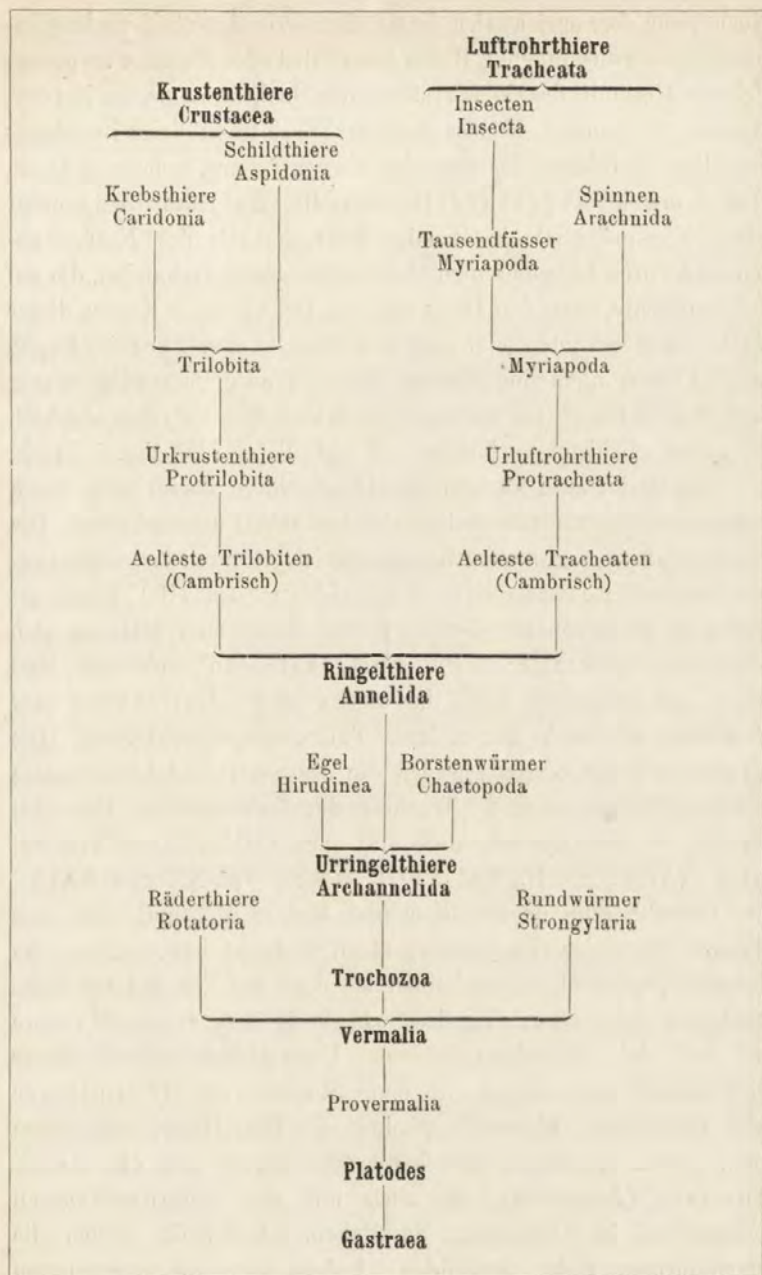 Luftrohrthiere
Tracheata
Krustenthiere
Crustacea
Insecten
Insecta
Schildthiere
Aspidonia
Krebsthiere
Caridonia
Spinnen
Arachnida
Tausendfüsser
Myriapoda
Trilobita
Myriapoda
Urkrustenthiere
Protrilobita
Urluftrohrthiere
Protracheata
Aelteste Trilobiten
(Cambrisch)
Aelteste Tracheaten
(Cambrisch)
Ringelthiere
Annelida
Egel
Hirudinea
Borstenwürmer
Chaetopoda
Urringelthiere
Archannelida
Räderthiere
Rotatoria
Rundwürmer
Strongylaria
Trochozoa
Vermalia
Provermalia
Platodes
Gastraea